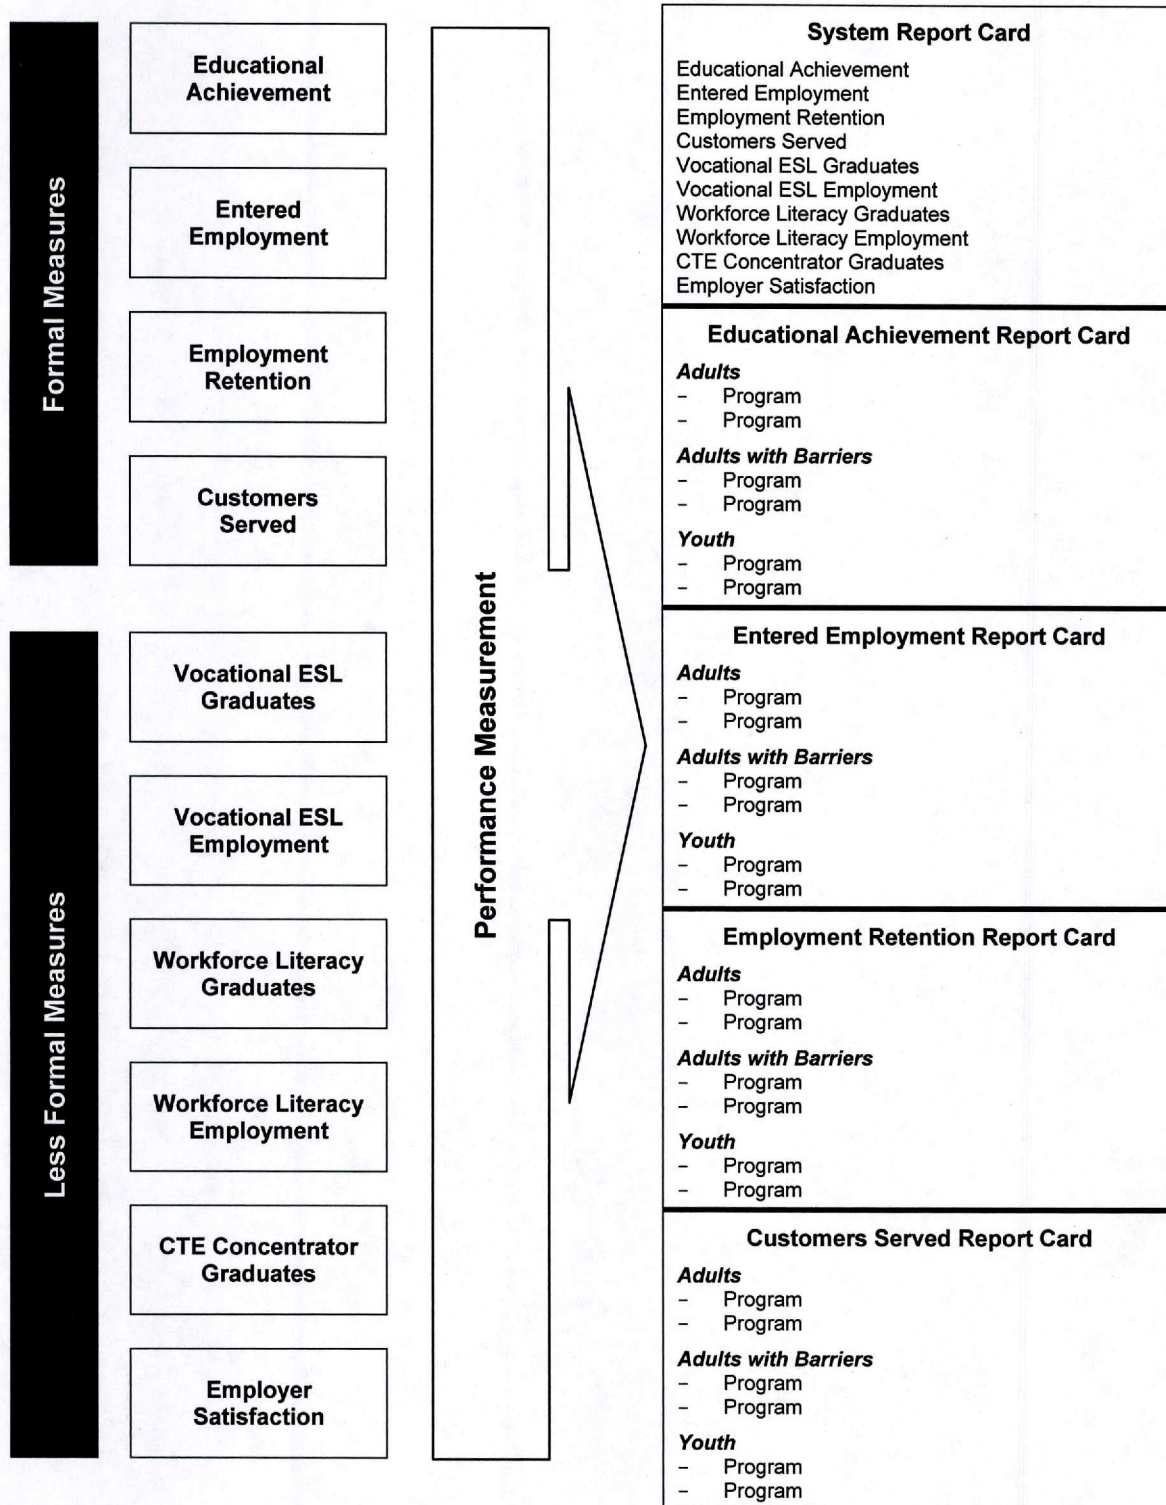 Formal Measures
Educational
Achievement
Entered
Employment
Employment
Retention
Customers
Served
Less Formal Measures
Vocational ESL
Graduates
Vocational ESL
Employment
Workforce Literacy
Graduates
Workforce Literacy
Employment
CTE Concentrator
Graduates
Employer
Satisfaction
Performance Measurement
System Report Card
Educational Achievement
Entered Employment
Employment Retention
Customers Served
Vocational ESL Graduates
Vocational ESL Employment
Workforce Literacy Graduates
Workforce Literacy Employment
CTE Concentrator Graduates
Employer Satisfaction
Educational Achievement Report Card
Adults
– Program
– Program
Adults with Barriers
– Program
– Program
Youth
– Program
– Program
Entered Employment Report Card
Adults
– Program
– Program
Adults with Barriers
– Program
– Program
Youth
– Program
– Program
Employment Retention Report Card
Adults
– Program
– Program
Adults with Barriers
– Program
– Program
Youth
– Program
– Program
Customers Served Report Card
Adults
– Program
– Program
Adults with Barriers
– Program
– Program
Youth
– Program
– Program